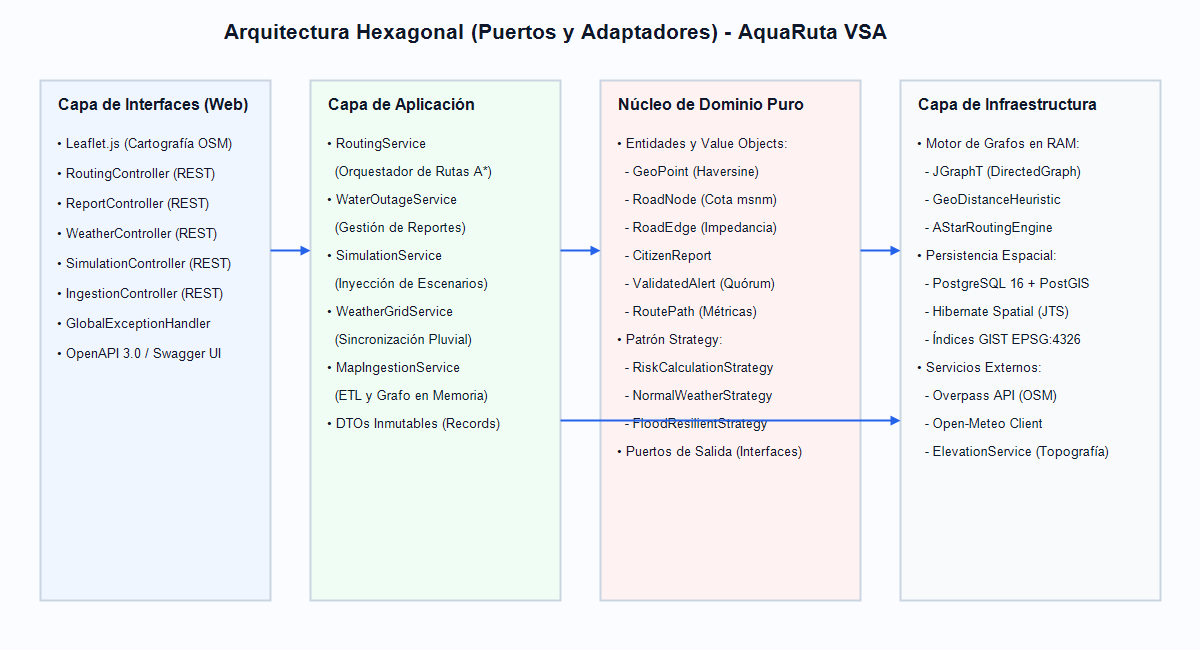 Arquitectura Hexagonal (Puertos y Adaptadores) - AquaRuta VSA
Capa de Interfaces (Web)
• Leaflet.js (Cartografía OSM)
• RoutingController (REST)
• ReportController (REST)
• WeatherController (REST)
• SimulationController (REST)
• IngestionController (REST)
• GlobalExceptionHandler
• OpenAPI 3.0 / Swagger UI
Capa de Aplicación
• RoutingService
(Orquestador de Rutas A*)
• WaterOutageService
(Gestión de Reportes)
• SimulationService
(Inyección de Escenarios)
• WeatherGridService
(Sincronización Pluvial)
• MapIngestionService
(ETL y Grafo en Memoria)
• DTOs Inmutables (Records)
Núcleo de Dominio Puro
• Entidades y Value Objects:
- GeoPoint (Haversine)
- RoadNode (Cota msnm)
- RoadEdge (Impedancia)
- CitizenReport
- ValidatedAlert (Quórum)
- RoutePath (Métricas)
• Patrón Strategy:
- RiskCalculationStrategy
- NormalWeatherStrategy
- FloodResilientStrategy
• Puertos de Salida (Interfaces)
Capa de Infraestructura
• Motor de Grafos en RAM:
- JGraphT (DirectedGraph)
- GeoDistanceHeuristic
- AStarRoutingEngine
• Persistencia Espacial:
- PostgreSQL 16 + PostGIS
- Hibernate Spatial (JTS)
- Índices GIST EPSG:4326
• Servicios Externos:
- Overpass API (OSM)
- Open-Meteo Client
- ElevationService (Topografía)